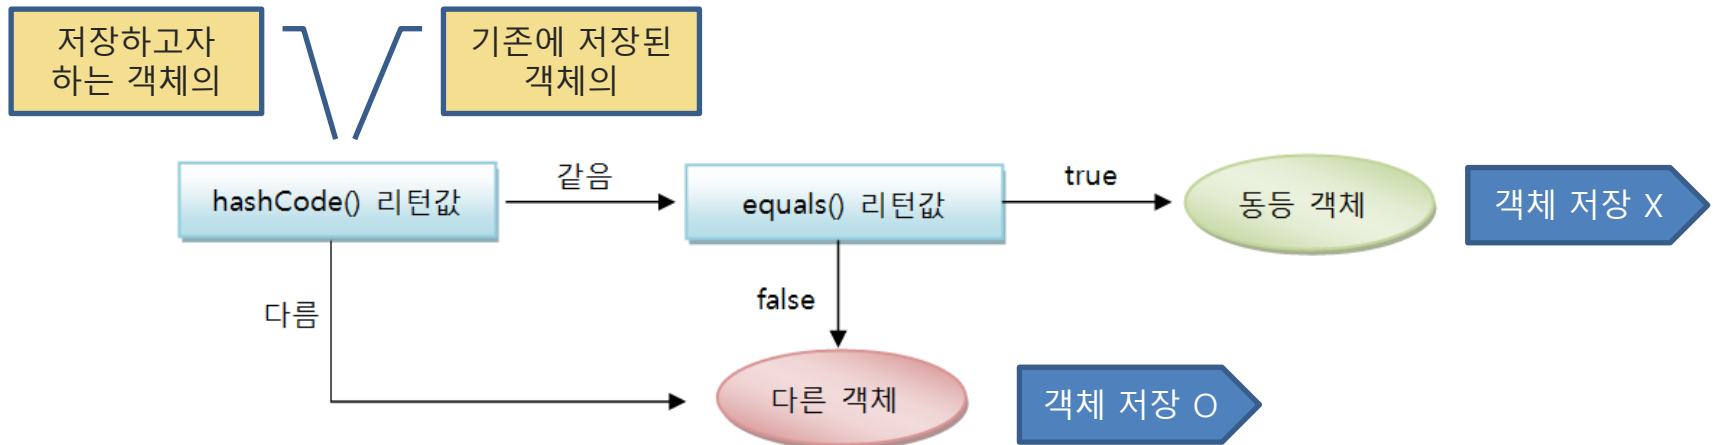 저장하고자
하는 객체의
기존에 저장된
객체의
hashCode() 리턴값
같음
equals() 리턴값
true
동등 객체
객체 저장 X
다름
false
다른 객체
객체 저장 O